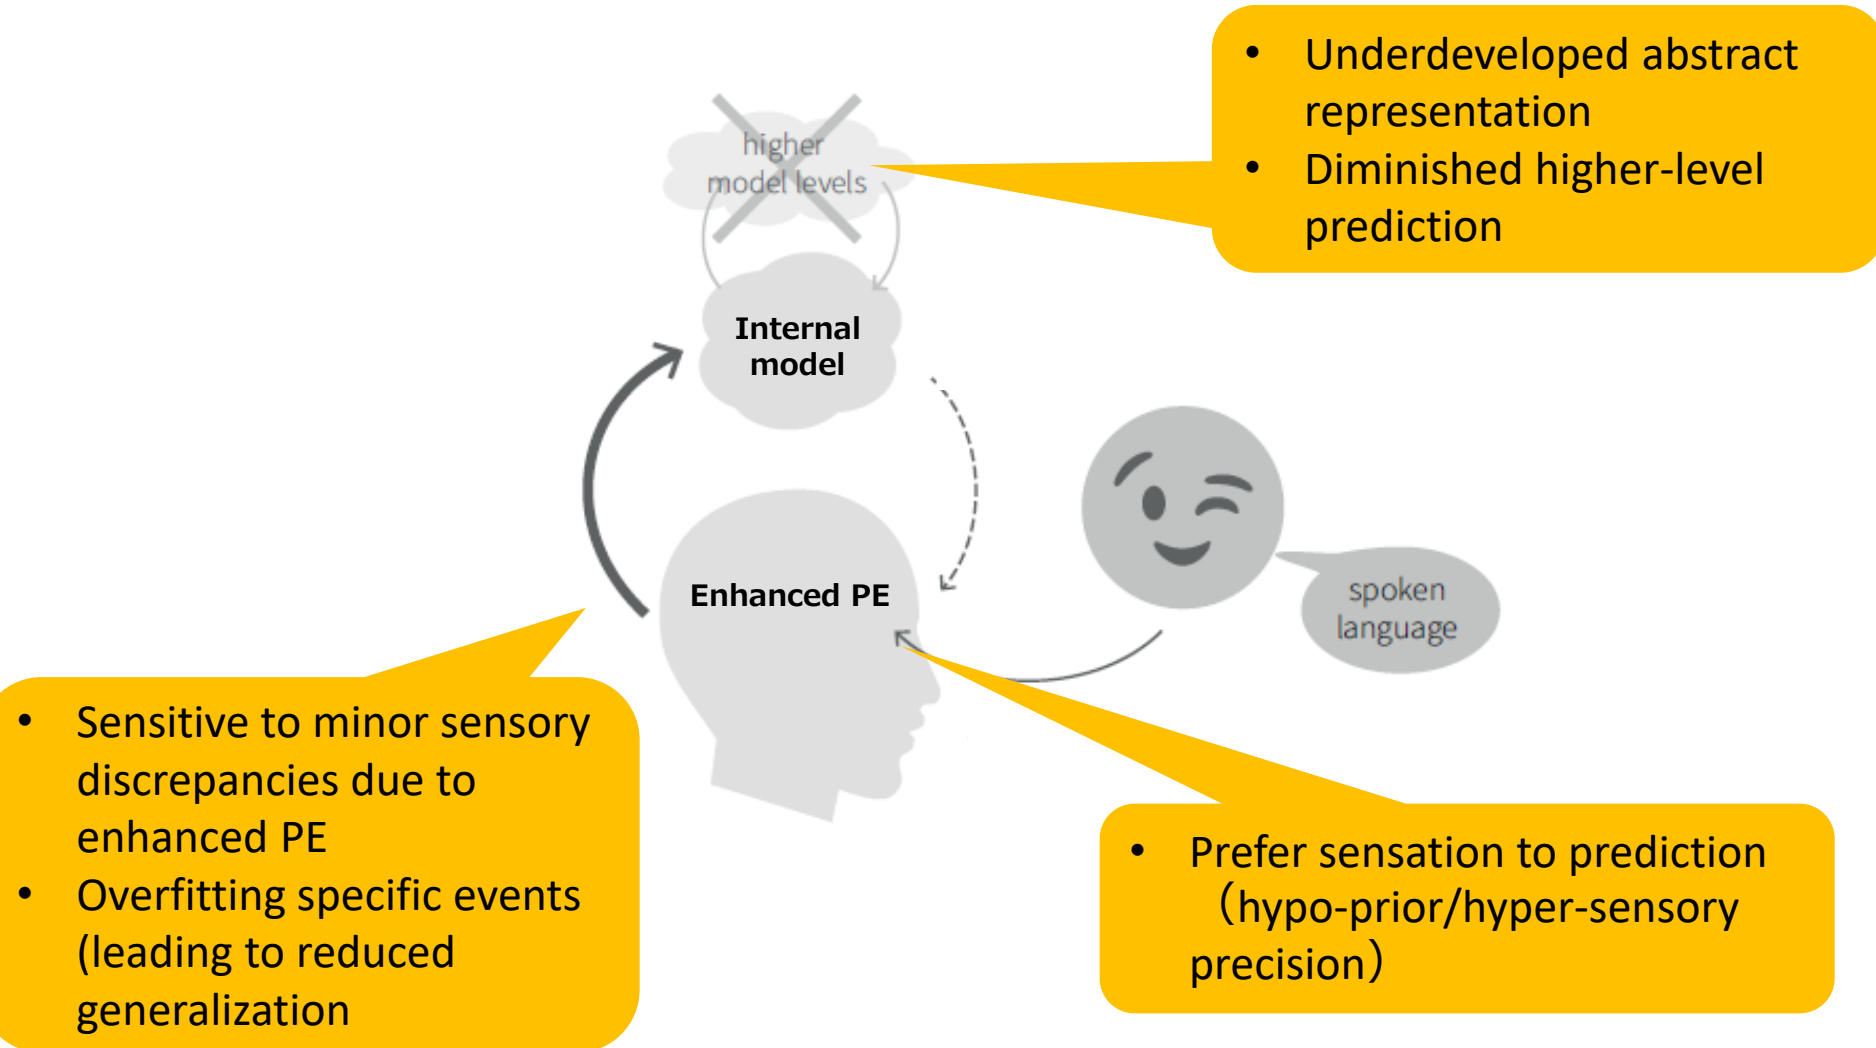 • Underdeveloped abstract
representation
• Diminished higher-level
prediction
higher
model levels
Internal
model
Enhanced PE
spoken
language
• Sensitive to minor sensory
discrepancies due to
enhanced PE
• Overfitting specific events
(leading to reduced
generalization
• Prefer sensation to prediction
（hypo-prior/hyper-sensory
precision）